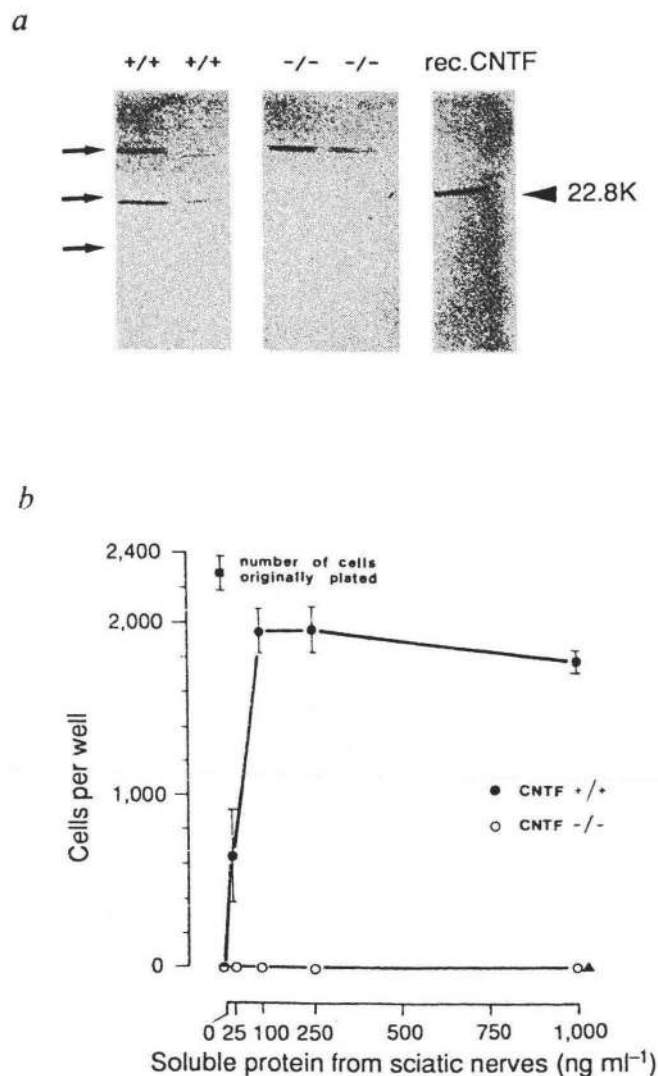 a
+/+ +/+ -/- -/- rec.CNTF
22.8K
b
2,400
number of cells
originally plated
2,000
Cells per well
1,000
CNTF +/+
CNTF -/-
0
0 25 100 250 500 750 1,000
Soluble protein from sciatic nerves (ng ml⁻¹)